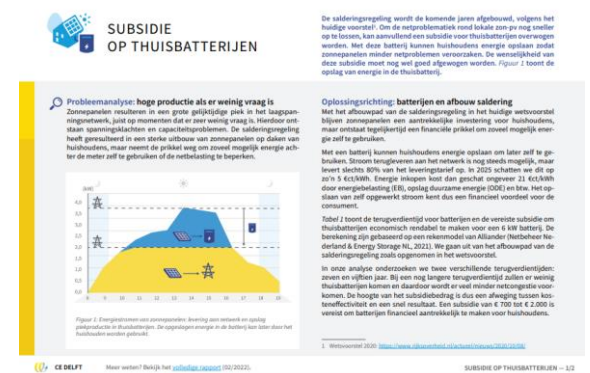 SUBSIDIE
OP THUISBATTERIJEN
De salderingsregeling wordt de komende jaren afgebouwd, volgens het
huidige voorstel¹. Om de netproblematiek rond lokale zon-pv nog sneller
op te lossen, kan aanvullend een subsidie voor thuisbatterijen overwogen
worden. Met deze batterij kunnen huishoudens energie opslaan zodat
zonnepanelen minder netproblemen veroorzaken. De wenselijkheid van
deze subsidie moet nog wel goed afgewogen worden. Figuur 1 toont de
opslag van energie in de thuisbatterij.
Probleemanalyse: hoge productie als er weinig vraag is
Zonnepanelen resulteren in een grote gelijktijdige piek in het laagspan-
ningsnetwerk, juist op momenten dat er zeer weinig vraag is. Hierdoor ont-
staan spanningsklachten en capaciteitsproblemen. De salderingsregeling
heeft geresulteerd in een sterke uitbouw van zonnepanelen op daken van
huishoudens, maar neemt de prikkel weg om zoveel mogelijk energie ach-
ter de meter zelf te gebruiken of de netbelasting te beperken.
(kW)
4,0
3,5
3,0
2,5
2,0
1,5
1,0
0,5
0,0
8 9 10 11 12 13 14 15 16 17 18 19 20
Figuur 1: Energiestromen van zonnepanelen: levering aan netwerk en opslag
piekproductie in thuisbatterijen. De opgeslagen energie in de batterij kan later door het
huishouden worden gebruikt.
Oplossingsrichting: batterijen en afbouw saldering
Met het afbouwpad van de salderingsregeling in het huidige wetsvoorstel
blijven zonnepanelen een aantrekkelijke investering voor huishoudens,
maar ontstaat tegelijkertijd een financiële prikkel om zoveel mogelijk ener-
gie zelf te gebruiken.
Met een batterij kunnen huishoudens energie opslaan om later zelf te ge-
bruiken. Stroom terugleveren aan het netwerk is nog steeds mogelijk, maar
levert slechts 80% van het leveringstarief op. In 2025 schatten we dit op
zo'n 5 €ct/kWh. Energie inkopen kost dan geschat ongeveer 21 €ct/kWh
door energiebelasting (EB), opslag duurzame energie (ODE) en btw. Het op-
slaan van zelf opgewekt stroom kent dus een financieel voordeel voor de
consument.
Tabel 1 toont de terugverdientijd voor batterijen en de vereiste subsidie om
thuisbatterijen economisch rendabel te maken voor een 6 kW batterij. De
berekening zijn gebaseerd op een rekenmodel van Alliander (Netbeheer Ne-
derland & Energy Storage NL, 2021). We gaan uit van het afbouwpad van de
salderingsregeling zoals opgenomen in het wetsvoorstel.
In onze analyse onderzoeken we twee verschillende terugverdientijden:
zeven en vijftien jaar. Bij een nog langere terugverdientijd zullen er weinig
thuisbatterijen komen en daardoor wordt er veel minder netcongestie voor-
komen. De hoogte van het subsidiebedrag is dus een afweging tussen kos-
teneffectiviteit en een snel resultaat. Een subsidie van € 700 tot € 2.000 is
vereist om batterijen financieel aantrekkelijk te maken voor huishoudens.
1 Wetsvoorstel 2020:
CE DELFT
Meer weten? Bekijk het volledige rapport (02/2022).
SUBSIDIE OP THUISBATTERIJEN — 1/2